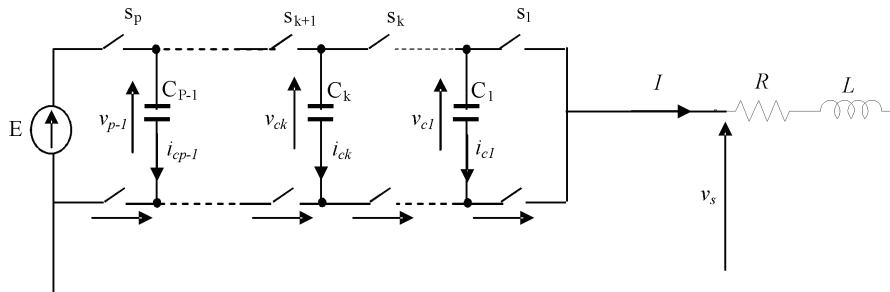 s_p s_{k+1} s_k s_1
C_{P-1} C_k C_1
I R L
E v_{p-1} v_{ck} v_{c1}
i_{cp-1} i_{ck} i_{c1}
v_s